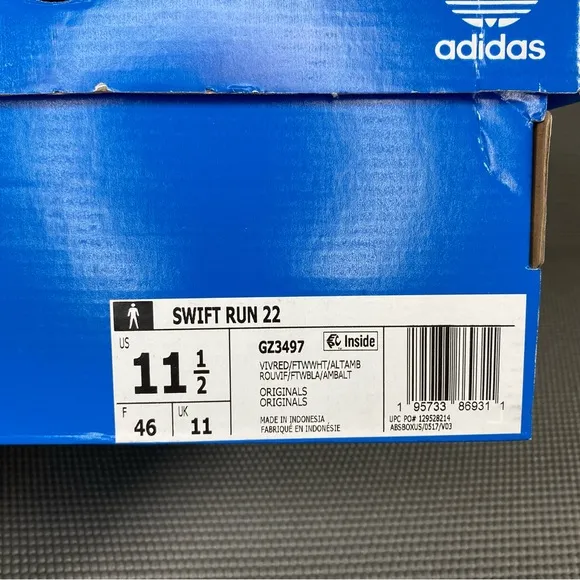 adidas
SWIFT RUN 22
US
11 1/2
F
46
UK
11
GZ3497
Inside
VIVRED/FTWWHT/ALTAMB
ROUVIF/FTWBLA/AMBALT
ORIGINALS
ORIGINALS
MADE IN INDONESIA
FABRIQUÉ EN INDONÉSIE
1 95733 86931 1
UPC PO# 129528214
ABSBOXUS/0517/V03